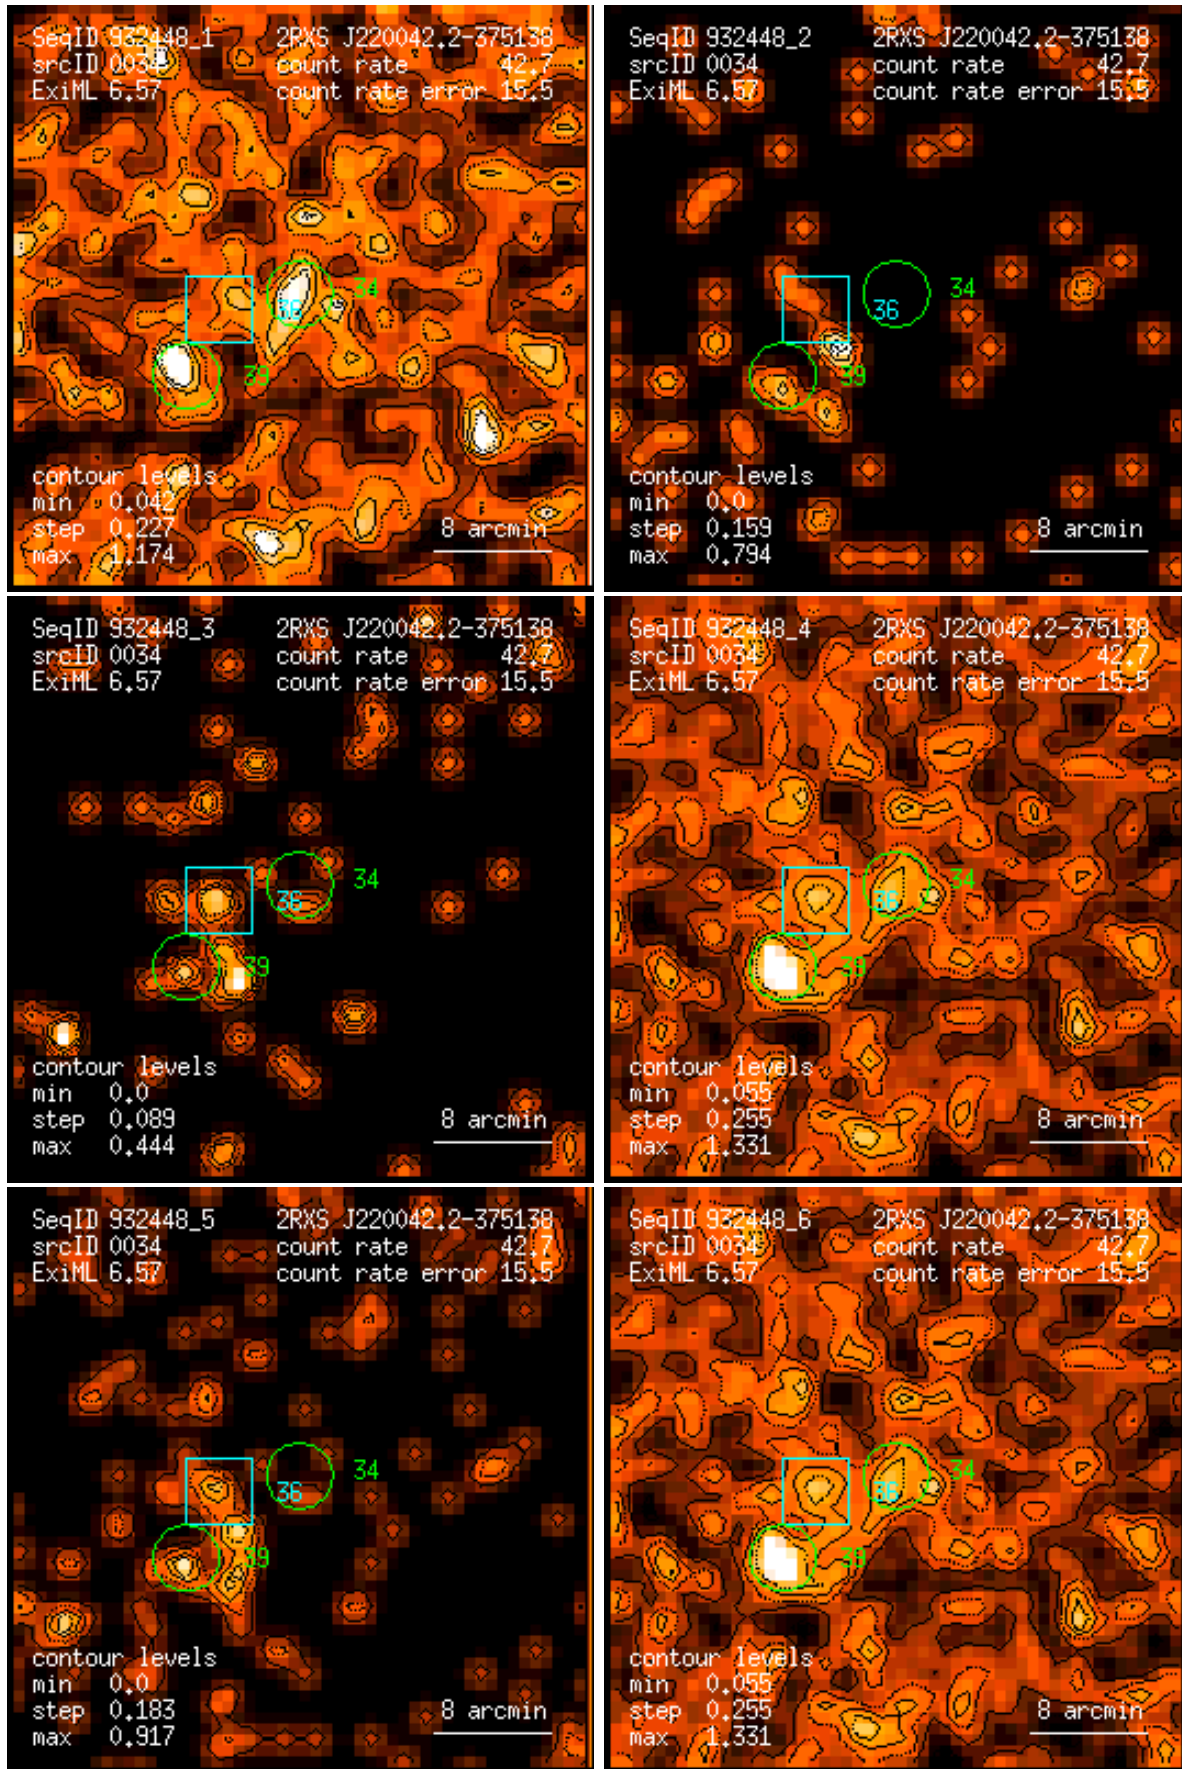 SeqID 932448_1 2RXS J220042.2-375138
srcID 0034 count rate 42.7
ExiML 6.57 count rate error 15.5
34
36
39
contour levels
min 0.042
step 0.227 8 arcmin
max 1.174
SeqID 932448_2 2RXS J220042.2-375138
srcID 0034 count rate 42.7
ExiML 6.57 count rate error 15.5
34
36
39
contour levels
min 0.0
step 0.159 8 arcmin
max 0.794
SeqID 932448_3 2RXS J220042.2-375138
srcID 0034 count rate 42.7
ExiML 6.57 count rate error 15.5
34
36
39
contour levels
min 0.0
step 0.089 8 arcmin
max 0.444
SeqID 932448_4 2RXS J220042.2-375138
srcID 0034 count rate 42.7
ExiML 6.57 count rate error 15.5
34
36
39
contour levels
min 0.055
step 0.255 8 arcmin
max 1.331
SeqID 932448_5 2RXS J220042.2-375138
srcID 0034 count rate 42.7
ExiML 6.57 count rate error 15.5
34
36
39
contour levels
min 0.0
step 0.183 8 arcmin
max 0.917
SeqID 932448_6 2RXS J220042.2-375138
srcID 0034 count rate 42.7
ExiML 6.57 count rate error 15.5
34
36
39
contour levels
min 0.055
step 0.255 8 arcmin
max 1.331